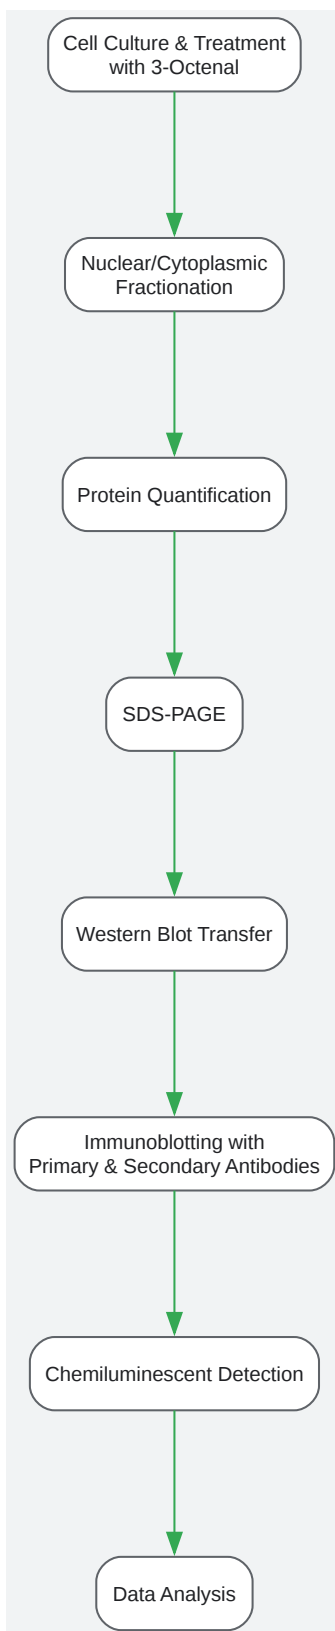 Cell Culture & Treatment
with 3-Octenal
Nuclear/Cytoplasmic
Fractionation
Protein Quantification
SDS-PAGE
Western Blot Transfer
Immunoblotting with
Primary & Secondary Antibodies
Chemiluminescent Detection
Data Analysis